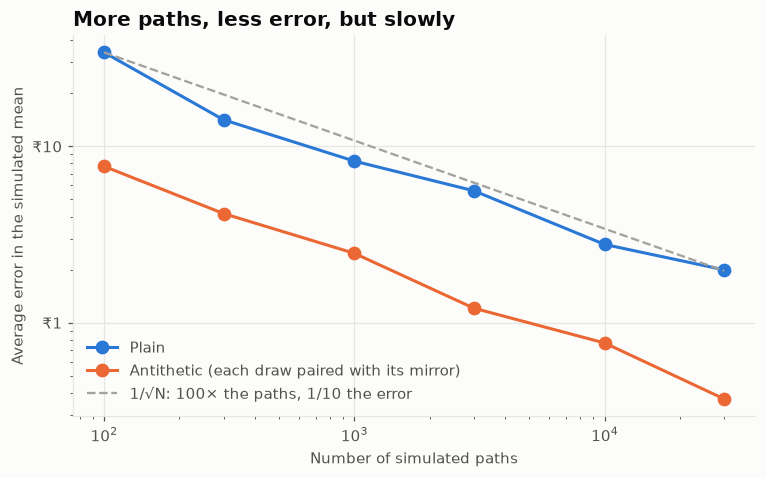 More paths, less error, but slowly
Average error in the simulated mean
₹10
₹1
Plain
Antithetic (each draw paired with its mirror)
1/√N: 100× the paths, 1/10 the error
10² 10³ 10⁴
Number of simulated paths